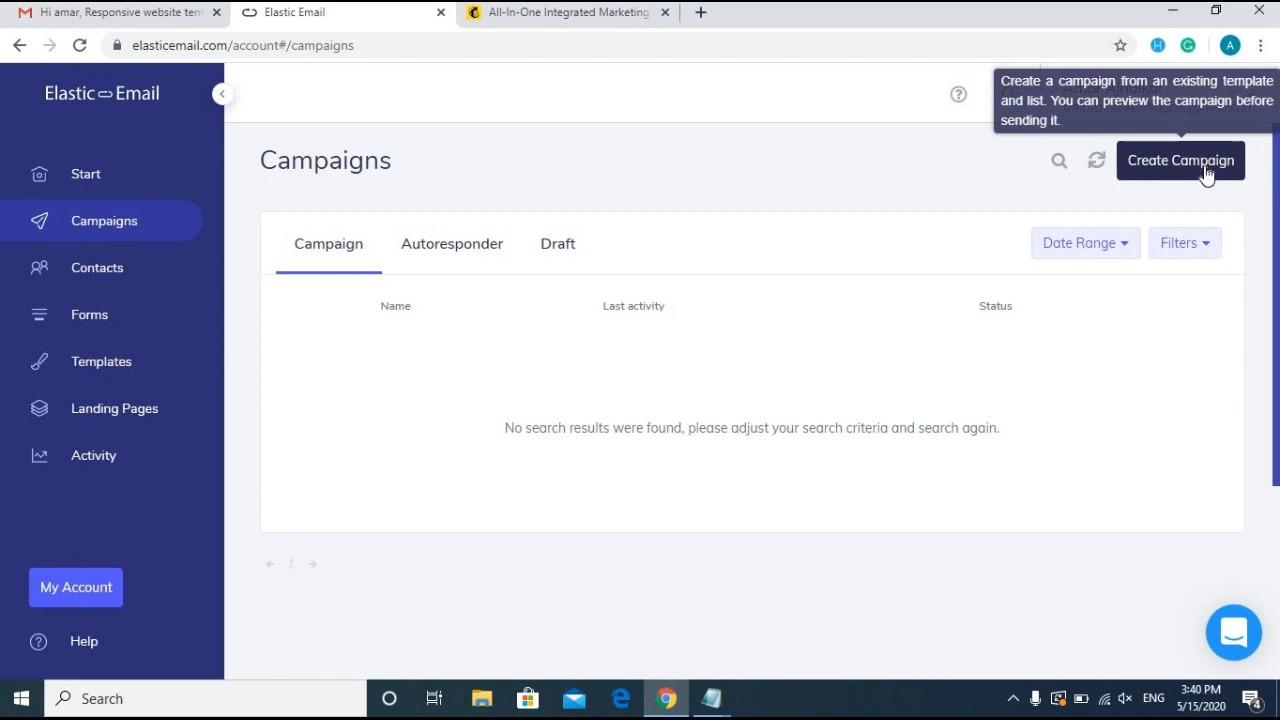 Hi amar, Responsive website tem
Elastic Email
All-In-One Integrated Marketing
elasticemail.com/account#/campaigns
A
Elastic Email
Create a campaign from an existing template
and list. You can preview the campaign before
sending it.
Start
Campaigns
Contacts
Forms
Templates
Landing Pages
Activity
My Account
Help
Campaigns
Create Campaign
Campaign
Autoresponder
Draft
Date Range
Filters
Name
Last activity
Status
No search results were found, please adjust your search criteria and search again.
1
Search
ENG
3:40 PM
5/15/2020
4